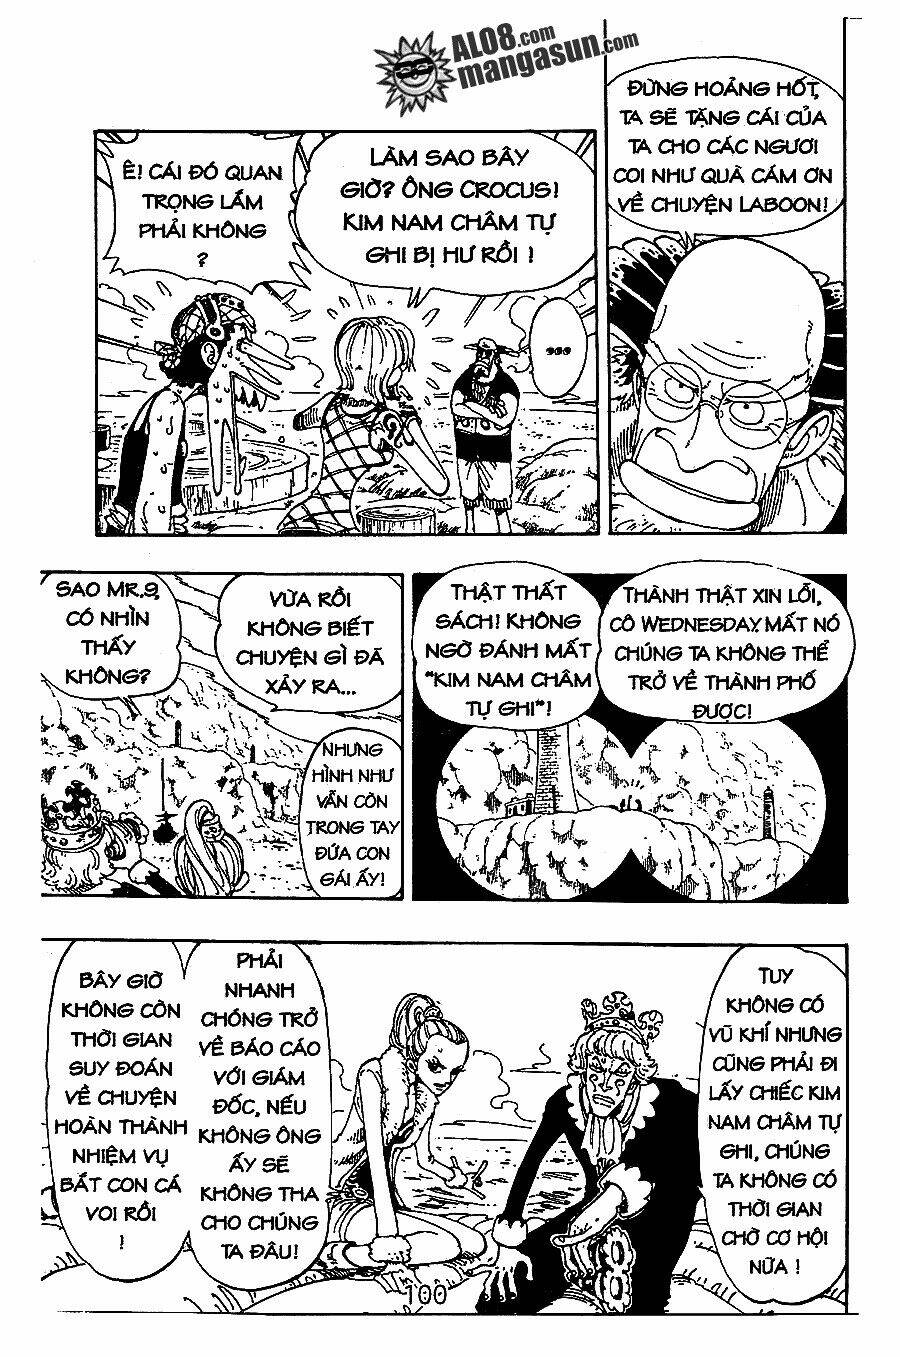 AL08.com
mangasun.com
ĐỪNG HOẢNG HỐT,
TA SẼ TẶNG CÁI CỦA
TA CHO CÁC NGƯƠI
COI NHƯ QUÀ CÁM ƠN
VỀ CHUYỆN LABOON!
LÀM SAO BÂY
GIỜ? ÔNG CROCUS!
KIM NAM CHÂM TỰ
GHI BỊ HƯ RỒI !
Ê! CÁI ĐÓ QUAN
TRỌNG LẮM
PHẢI KHÔNG
?
THÀNH THẬT XIN LỖI,
CÔ WEDNESDAY. MẤT NÓ
CHÚNG TA KHÔNG THỂ
TRỞ VỀ THÀNH PHỐ
ĐƯỢC!
THẬT THẤT
SÁCH! KHÔNG
NGỜ ĐÁNH MẤT
"KIM NAM CHÂM
TỰ GHI"!
VỪA RỒI
KHÔNG BIẾT
CHUYỆN GÌ ĐÃ
XẢY RA...
SAO MR.9,
CÓ NHÌN
THẤY
KHÔNG?
NHƯNG
HÌNH NHƯ
VẪN CÒN
TRONG TAY
ĐỨA CON
GÁI ẤY!
TUY
KHÔNG CÓ
VŨ KHÍ NHƯNG
CŨNG PHẢI ĐI
LẤY CHIẾC KIM
NAM CHÂM TỰ
GHI, CHÚNG
TA KHÔNG CÓ
THỜI GIAN
CHỜ CƠ HỘI
NỮA !
PHẢI
NHANH
CHÓNG TRỞ
VỀ BÁO CÁO
VỚI GIÁM
ĐỐC, NẾU
KHÔNG ÔNG
ẤY SẼ
KHÔNG THA
CHO CHÚNG
TA ĐÂU!
BÂY GIỜ
KHÔNG CÒN
THỜI GIAN
SUY ĐOÁN
VỀ CHUYỆN
HOÀN THÀNH
NHIỆM VỤ
BẮT CON CÁ
VOI RỒI
!
100